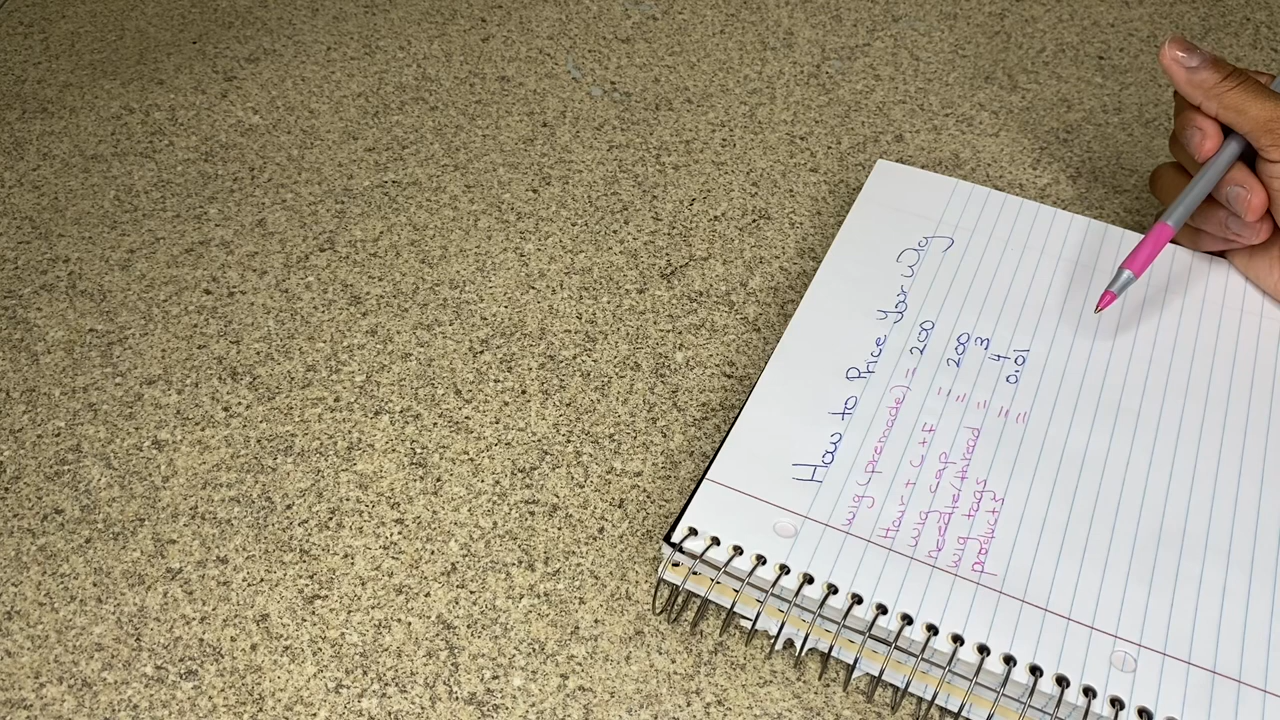 How to Price Your Wig
wig (premade) = 200
Hair + C + F = 200
wig cap = 3
needle/thread = 4
wig tags = 0.01
products =